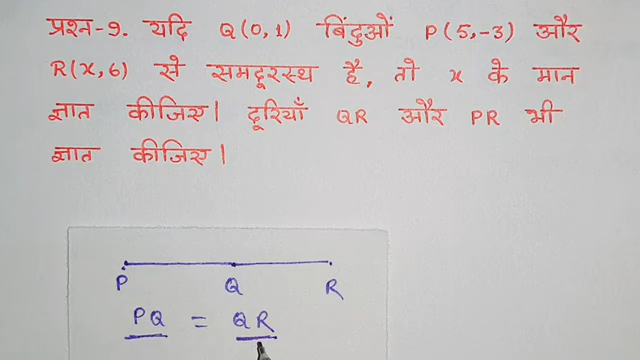 प्रश्न-9. यदि Q(0,1) बिंदुओं P(5,-3) और
R(x,6) से समदूरस्थ है, तो x के मान
ज्ञात कीजिए। दूरियाँ QR और PR भी
ज्ञात कीजिए।
P Q R
PQ = QR